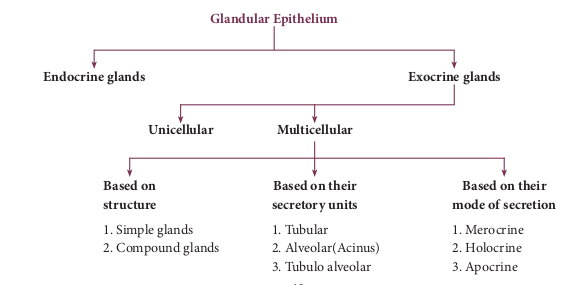 Glandular Epithelium
Endocrine glands
Exocrine glands
Unicellular
Multicellular
Based on
structure
1. Simple glands
2. Compound glands
Based on their
secretory units
1. Tubular
2. Alveolar(Acinus)
3. Tubulo alveolar
Based on their
mode of secretion
1. Merocrine
2. Holocrine
3. Apocrine